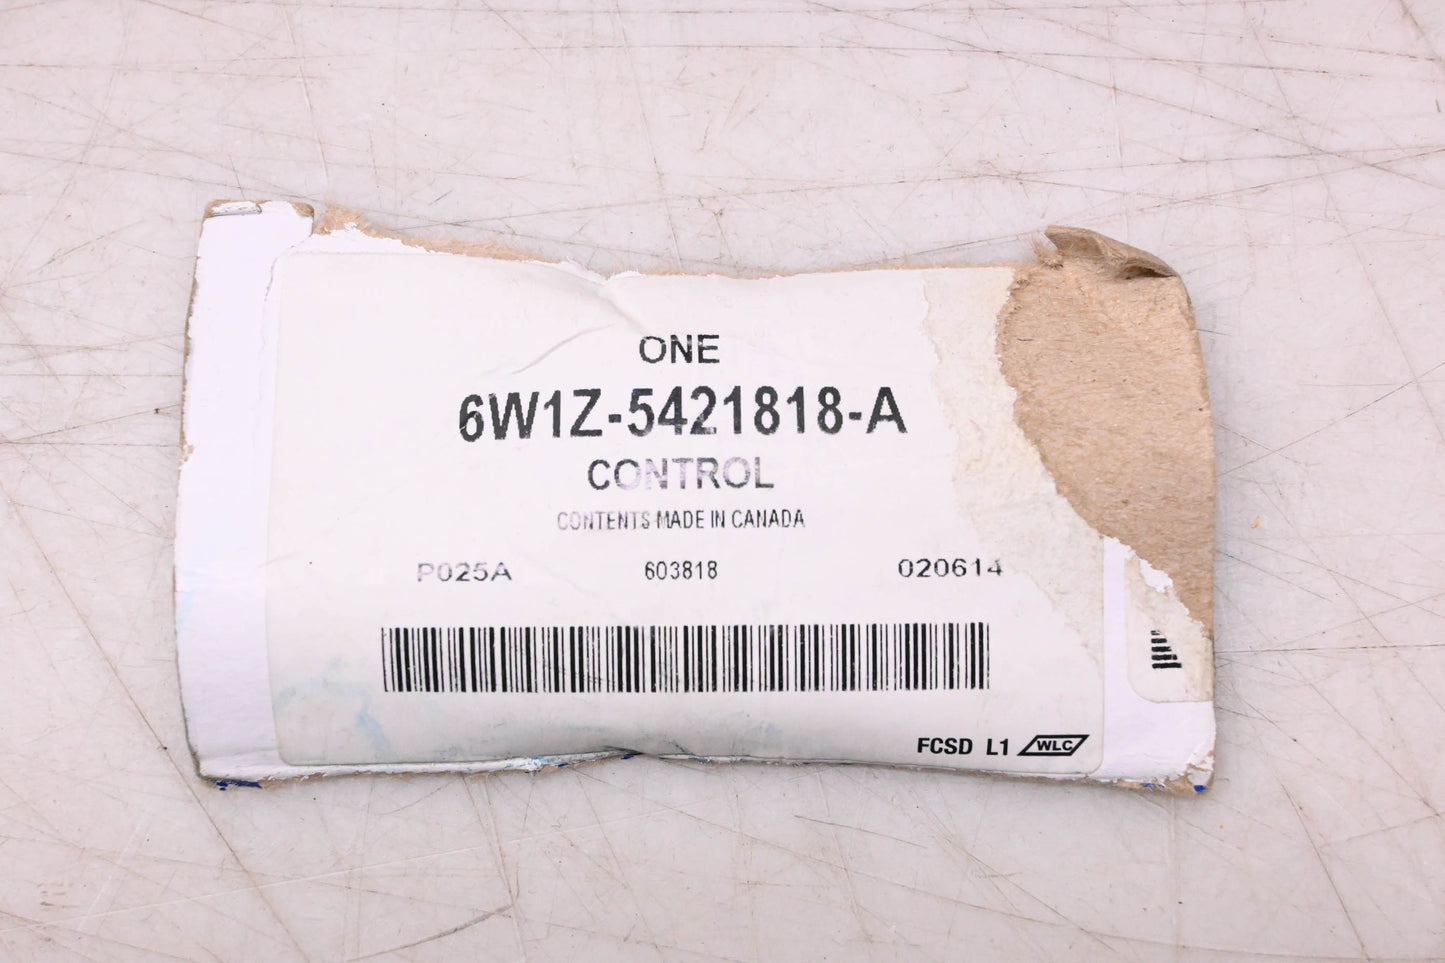 ONE
6W1Z-5421818-A
CONTROL
CONTENTS MADE IN CANADA
P025A 603818 020614
FCSD L1 WLC